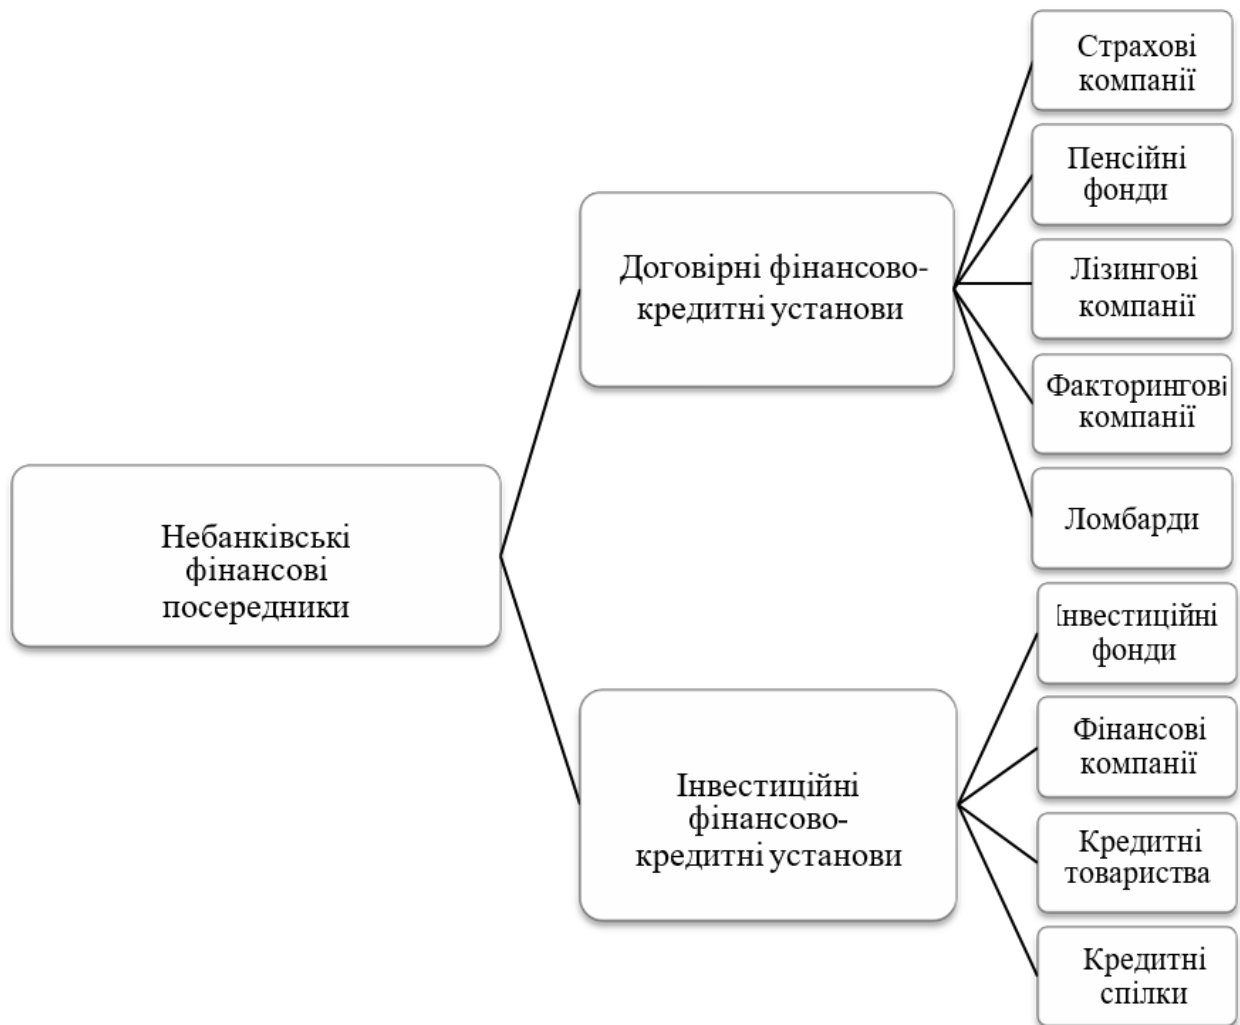 Небанківські
фінансові
посередники
Договірні фінансово-
кредитні установи
Страхові
компанії
Пенсійні
фонди
Лізингові
компанії
Факторингові
компанії
Ломбарди
Інвестиційні
фінансово-
кредитні установи
Інвестиційні
фонди
Фінансові
компанії
Кредитні
товариства
Кредитні
спілки